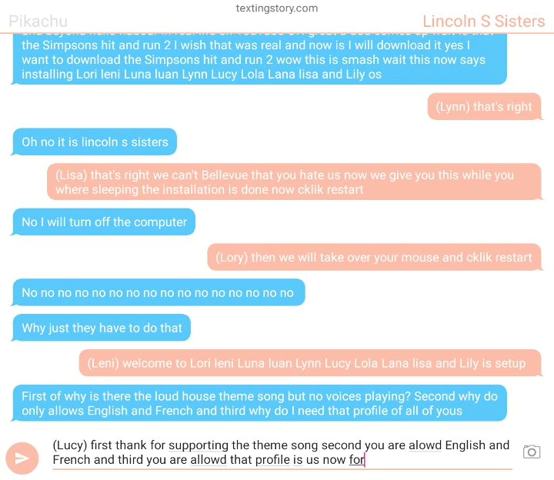 textingstory.com
Pikachu
Lincoln S Sisters
the Simpsons hit and run 2 I wish that was real and now is I will download it yes I
want to download the Simpsons hit and run 2 wow this is smash wait this now says
installing Lori leni Luna luan Lynn Lucy Lola Lana lisa and Lily os
(Lynn) that's right
Oh no it is lincoln s sisters
(Lisa) that's right we can't Bellevue that you hate us now we give you this while you
where sleeping the installation is done now cklik restart
No I will turn off the computer
(Lory) then we will take over your mouse and cklik restart
No no no no no no no no no no no no no no no no
Why just they have to do that
(Leni) welcome to Lori leni Luna luan Lynn Lucy Lola Lana lisa and Lily is setup
First of why is there the loud house theme song but no voices playing? Second why do
only allows English and French and third why do I need that profile of all of yous
(Lucy) first thank for supporting the theme song second you are alowd English and
French and third you are allowd that profile is us now for